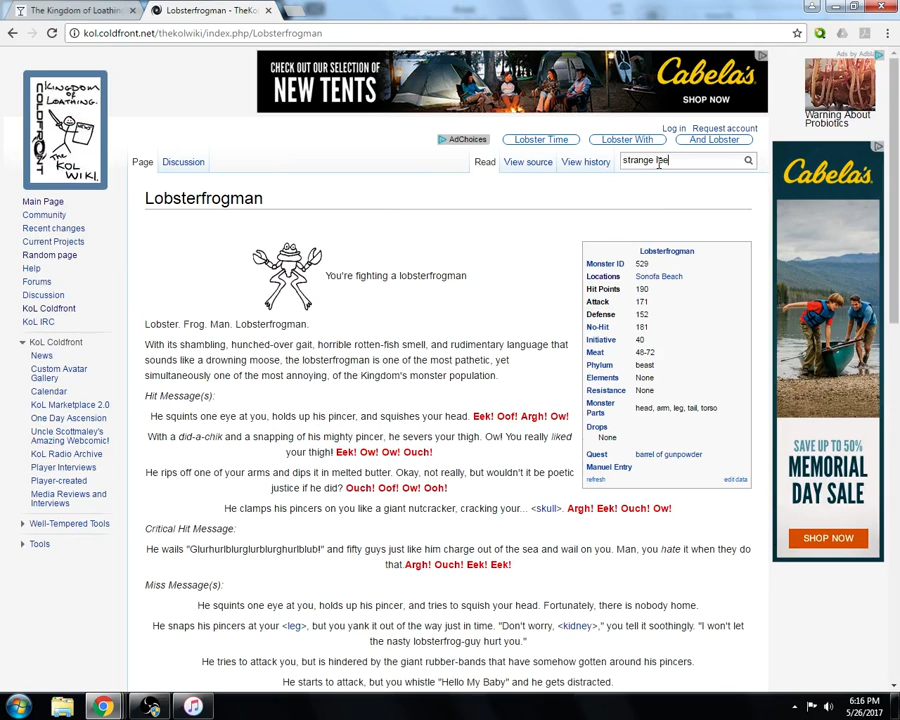 The Kingdom of Loathin
Lobsterfrogman - TheKo
kol.coldfront.net/thekolwiki/index.php/Lobsterfrogman
CHECK OUT OUR SELECTION OF
NEW TENTS
Cabela's
SHOP NOW
Ads by
Warning About
Probiotics
AdChoices
Lobster Time
Lobster With
And Lobster
Log in Request account
Page Discussion
Read View source View history
strange
KINGDOM OF LOATHING.
COLDFRONT
NEWS
THE KOL WIKI.
Main Page
Community
Recent changes
Current Projects
Random page
Help
Forums
Discussion
KoL Coldfront
KoL IRC
KoL Coldfront
News
Custom Avatar
Gallery
Calendar
KoL Marketplace 2.0
One Day Ascension
Uncle Scottmaley's
Amazing Webcomic!
KoL Radio Archive
Player Interviews
Player-created
Media Reviews and
Interviews
Well-Tempered Tools
Tools
Lobsterfrogman
You're fighting a lobsterfrogman
Lobster. Frog. Man. Lobsterfrogman.
With its shambling, hunched-over gait, horrible rotten-fish smell, and rudimentary language that
sounds like a drowning moose, the lobsterfrogman is one of the most pathetic, yet
simultaneously one of the most annoying, of the Kingdom's monster population.
Hit Message(s):
He squints one eye at you, holds up his pincer, and squishes your head. Eek! Oof! Argh! Ow!
With a did-a-chik and a snapping of his mighty pincer, he severs your thigh. Ow! You really liked
your thigh! Eek! Ow! Ow! Ouch!
He rips off one of your arms and dips it in melted butter. Okay, not really, but wouldn't it be poetic
justice if he did? Ouch! Oof! Ow! Ooh!
He clamps his pincers on you like a giant nutcracker, cracking your... <skull>. Argh! Eek! Ouch! Ow!
Critical Hit Message:
He wails "Glurhurlblurglurblurghurlblub!" and fifty guys just like him charge out of the sea and wail on you. Man, you hate it when they do
that.Argh! Ouch! Eek! Eek!
Miss Message(s):
He squints one eye at you, holds up his pincer, and tries to squish your head. Fortunately, there is nobody home.
He snaps his pincers at your <leg>, but you yank it out of the way just in time. "Don't worry, <kidney>," you tell it soothingly. "I won't let
the nasty lobsterfrog-guy hurt you."
He tries to attack you, but is hindered by the giant rubber-bands that have somehow gotten around his pincers.
He starts to attack, but you whistle "Hello My Baby" and he gets distracted.
Lobsterfrogman
Monster ID 529
Locations Sonofa Beach
Hit Points 190
Attack 171
Defense 152
No-Hit 181
Initiative 40
Meat 48-72
Phylum beast
Elements None
Resistance None
Monster
Parts head, arm, leg, tail, torso
Drops
None
Quest barrel of gunpowder
Manuel Entry
refresh edit data
Cabela's
SAVE UP TO 50%
MEMORIAL
DAY SALE
SHOP NOW
6:16 PM
5/26/2017